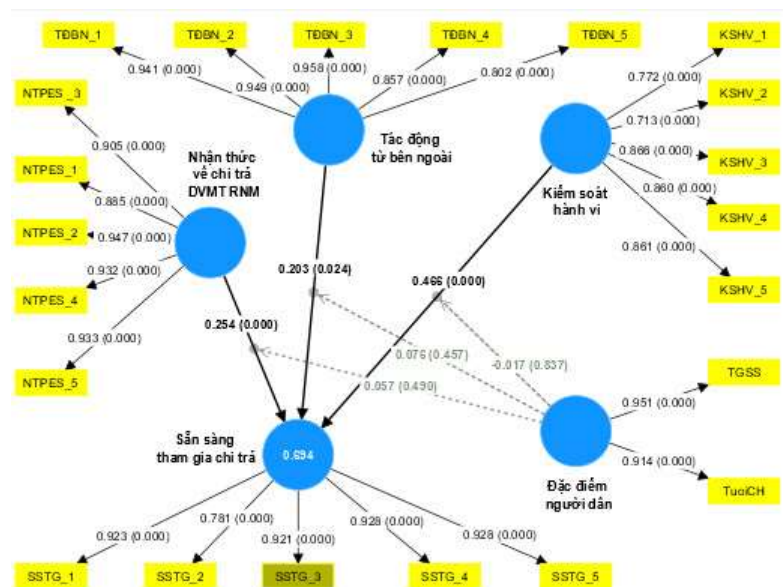 TĐBN_1
TĐBN_2
TĐBN_3
TĐBN_4
TĐBN_5
KSHV_1
0.941 (0.000)
0.949 (0.000)
0.958 (0.000)
0.857 (0.000)
0.802 (0.000)
0.772 (0.000)
NTPES _3
KSHV_2
0.713 (0.000)
0.905 (0.000)
Nhận thức
về chi trả
DVMT RNM
Tác động
từ bên ngoài
0.866 (0.000)
KSHV_3
NTPES_1
0.885 (0.000)
Kiểm soát
hành vi
0.860 (0.000)
KSHV_4
NTPES_2
0.947 (0.000)
0.861 (0.000)
0.932 (0.000)
NTPES_4
0.203 (0.024)
0.466 (0.000)
KSHV_5
0.933 (0.000)
0.254 (0.000)
0.076 (0.457)
-0.017 (0.837)
NTPES_5
0.057 (0.490)
TGSS
0.951 (0.000)
Sẵn sàng
tham gia chi trả
0.694
0.914 (0.000)
Đặc điểm
người dân
TuoiCH
0.923 (0.000)
0.781 (0.000)
0.921 (0.000)
0.928 (0.000)
0.928 (0.000)
SSTG_1
SSTG_2
SSTG_3
SSTG_4
SSTG_5